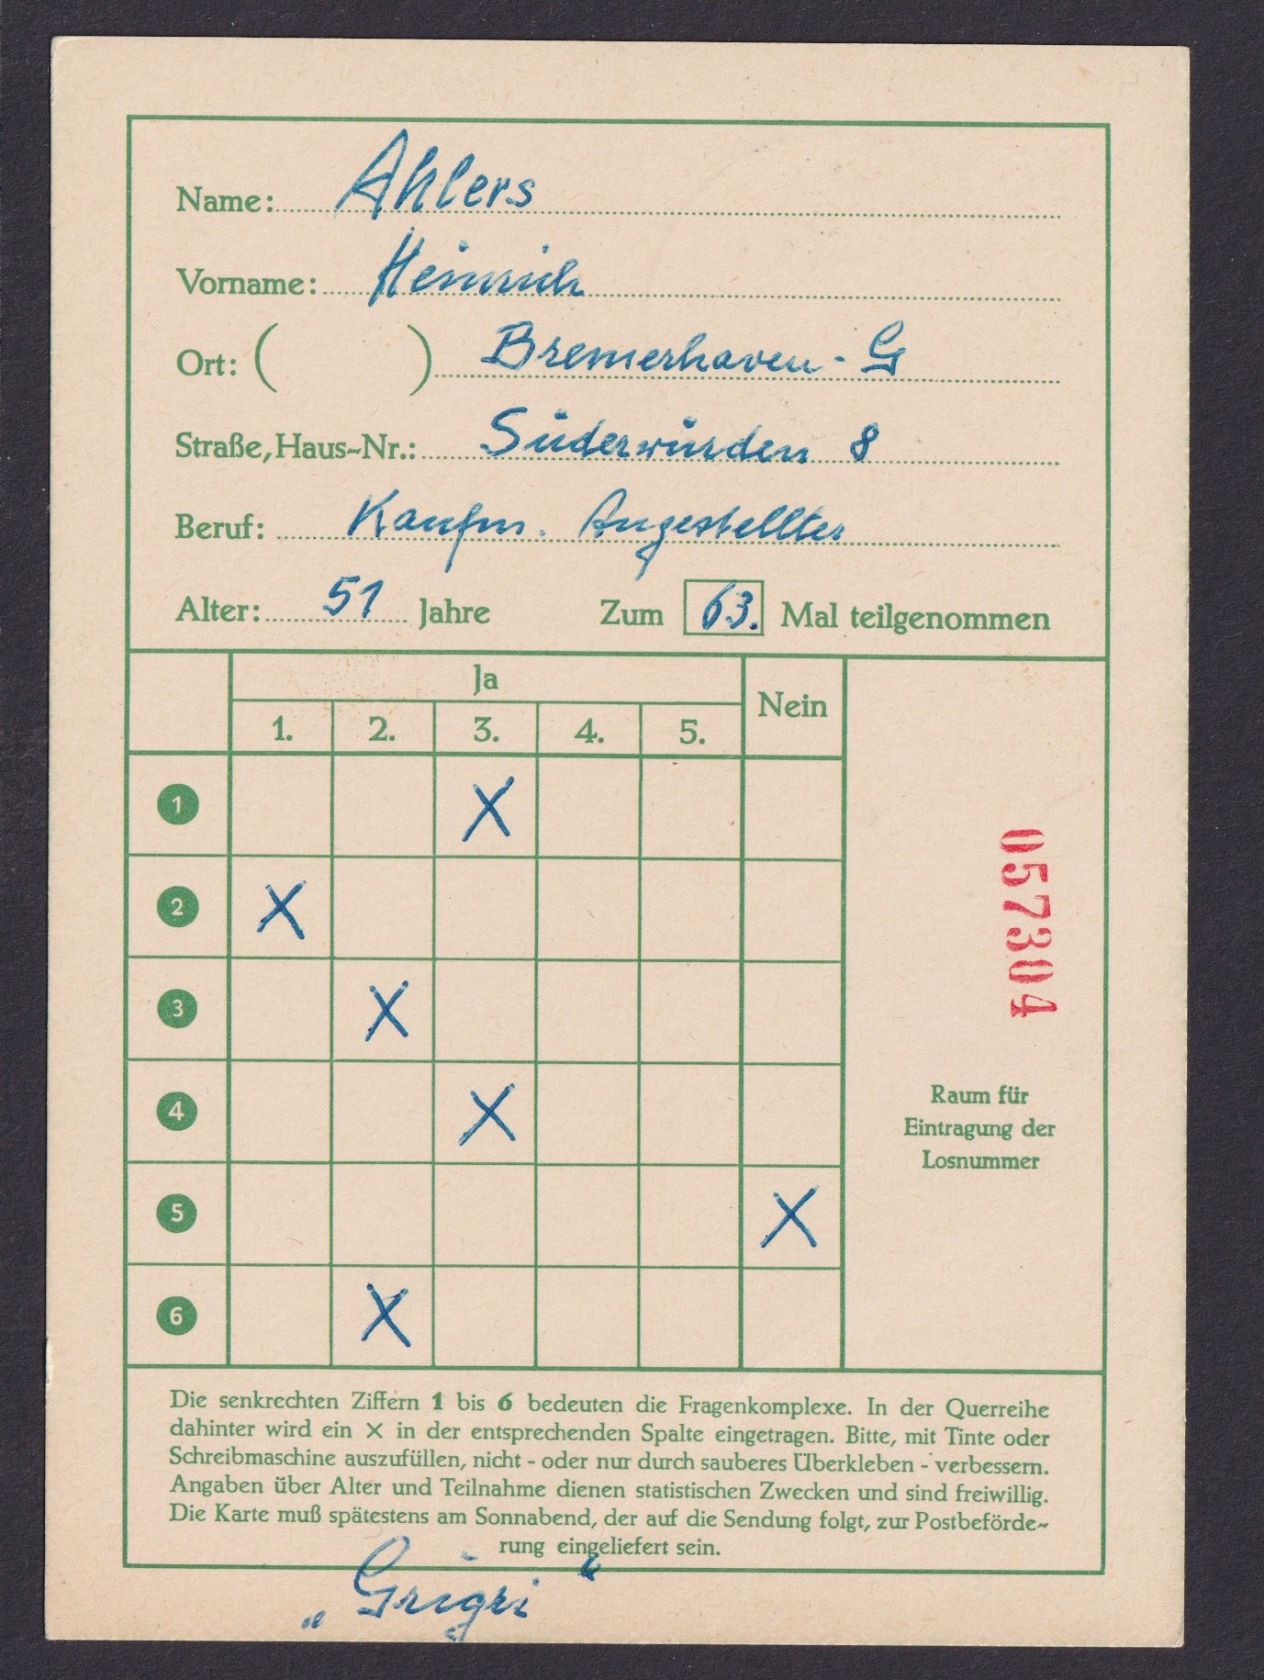 Name: Ahlers
Vorname: Heinrich
Ort: ( ) Bremerhaven - G
Straße, Haus-Nr.: Süderwürden 8
Beruf: Kaufm. Angestellter
Alter: 51 Jahre Zum 63. Mal teilgenommen
Ja Nein
1. 2. 3. 4. 5.
1 X
2 X
3 X
4 X
5 X
6 X
057304
Raum für
Eintragung der
Losnummer
Die senkrechten Ziffern 1 bis 6 bedeuten die Fragenkomplexe. In der Querreihe
dahinter wird ein X in der entsprechenden Spalte eingetragen. Bitte, mit Tinte oder
Schreibmaschine auszufüllen, nicht - oder nur durch sauberes Überkleben - verbessern.
Angaben über Alter und Teilnahme dienen statistischen Zwecken und sind freiwillig.
Die Karte muß spätestens am Sonnabend, der auf die Sendung folgt, zur Postbeförde-
rung eingeliefert sein.
„Grigri“